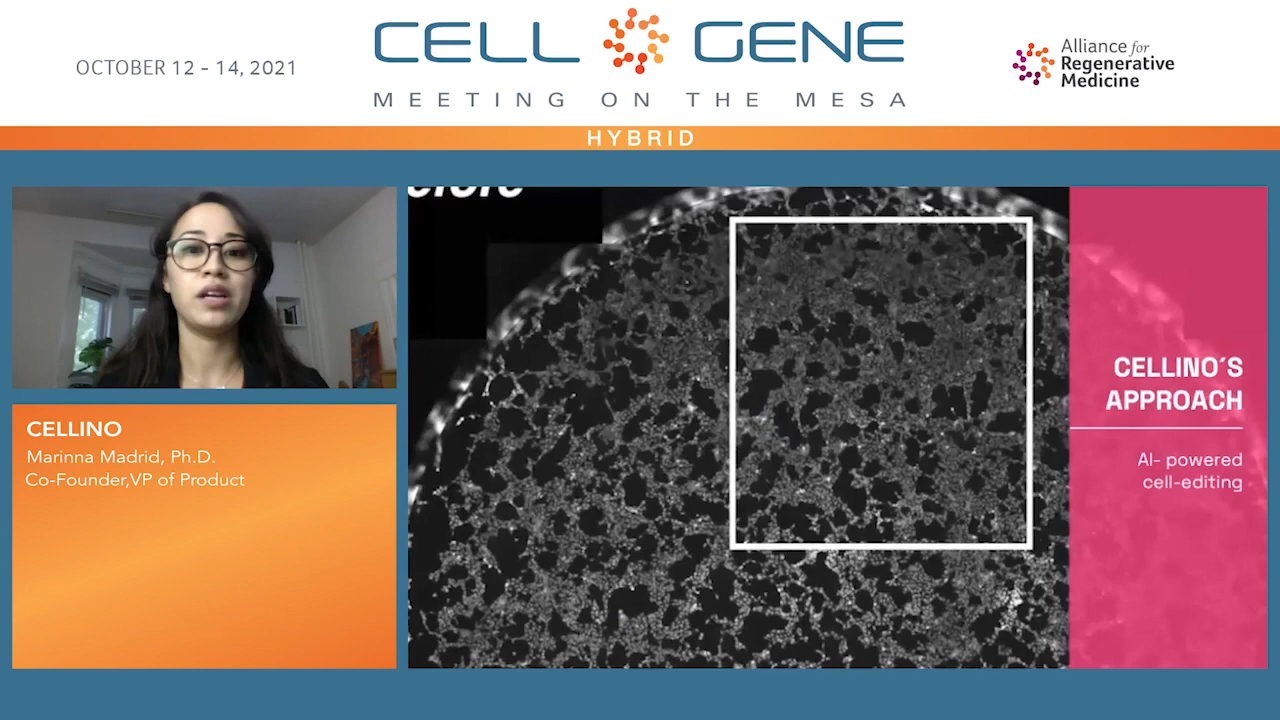 OCTOBER 12 - 14, 2021
CELL GENE
MEETING ON THE MESA
Alliance for
Regenerative
Medicine
HYBRID
CELLINO
Marinna Madrid, Ph.D.
Co-Founder,VP of Product
CELLINO´S
APPROACH
AI- powered
cell-editing